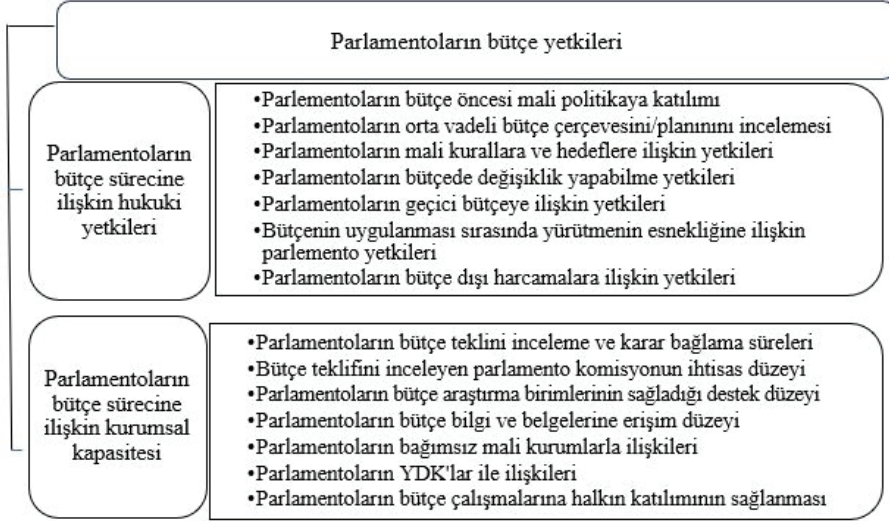 Parlamentoların bütçe yetkileri
Parlamentoların
bütçe sürecine
ilişkin hukuki
yetkileri
•Parlementoların bütçe öncesi mali politikaya katılımı
•Parlamentoların orta vadeli bütçe çerçevesini/planınını incelemesi
•Parlamentoların mali kurallara ve hedeflere ilişkin yetkileri
•Parlamentoların bütçede değişiklik yapabilme yetkileri
•Parlamentoların geçici bütçeye ilişkin yetkileri
•Bütçenin uygulanması sırasında yürütmenin esnekliğine ilişkin
parlemento yetkileri
•Parlamentoların bütçe dışı harcamalara ilişkin yetkileri
Parlamentoların
bütçe sürecine
ilişkin kurumsal
kapasitesi
•Parlamentoların bütçe teklini inceleme ve karar bağlama süreleri
•Bütçe teklifini inceleyen parlamento komisyonun ihtisas düzeyi
•Parlamentoların bütçe araştırma birimlerinin sağladığı destek düzeyi
•Parlamentoların bütçe bilgi ve belgelerine erişim düzeyi
•Parlamentoların bağımsız mali kurumlarla ilişkileri
•Parlamentoların YDK'lar ile ilişkileri
•Parlamentoların bütçe çalışmalarına halkın katılımının sağlanması